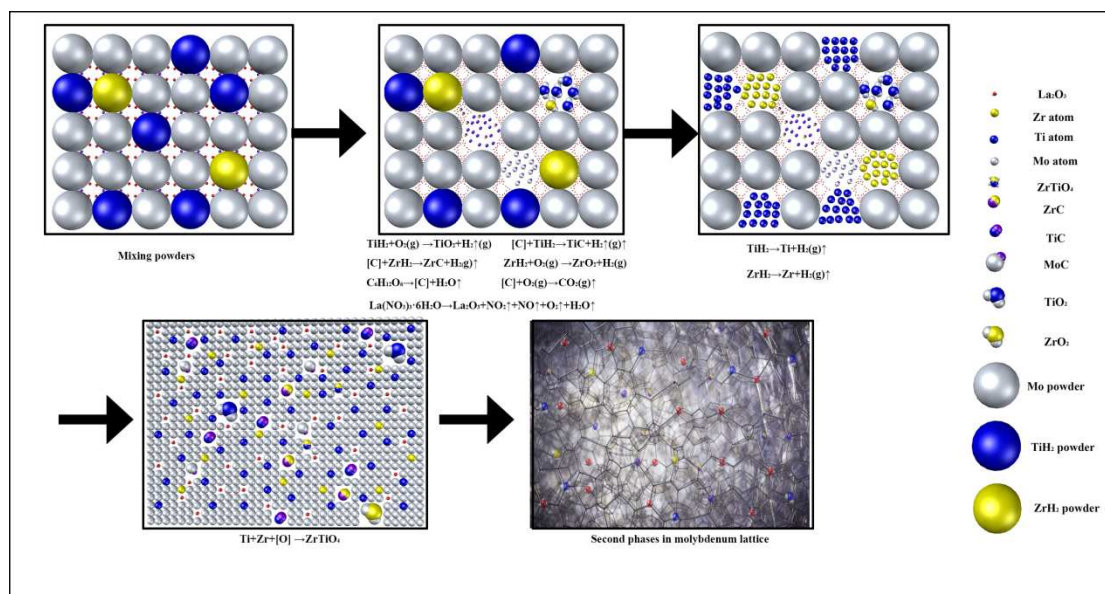 Mixing powders
TiH₂+O₂(g) →TiO₂+H₂↑(g) [C]+TiH₂→TiC+H₂↑(g)↑
[C]+ZrH₂→ZrC+H₂(g)↑ ZrH₂+O₂(g)→ZrO₂+H₂(g)
C₆H₁₂O₆→[C]+H₂O↑ [C]+O₂(g)→CO₂(g)↑
La(NO₃)₃·6H₂O→La₂O₃+NO₂↑+NO↑+O₂↑+H₂O↑
TiH₂→Ti+H₂(g)↑
ZrH₂→Zr+H₂(g)↑
Ti+Zr+[O] →ZrTiO₄
Second phases in molybdenum lattice
La₂O₃
Zr atom
Ti atom
Mo atom
ZrTiO₄
ZrC
TiC
MoC
TiO₂
ZrO₂
Mo powder
TiH₂ powder
ZrH₂ powder